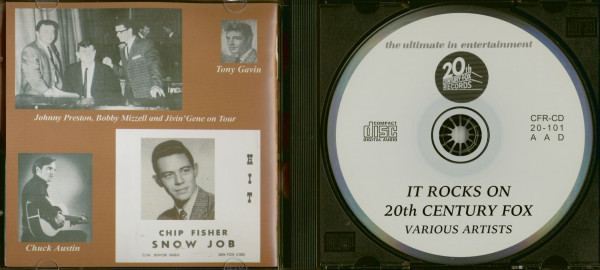 Tony Gavin
Johnny Preston, Bobby Mizzell and Jivin' Gene on Tour
Chuck Austin
HIT
CHIP FISHER
SNOW JOB
the ultimate in entertainment
20th
CENTURY FOX
RECORDS
COMPACT
disc
DIGITAL AUDIO
CFR-CD
20-101
A A D
IT ROCKS ON
20th CENTURY FOX
VARIOUS ARTISTS